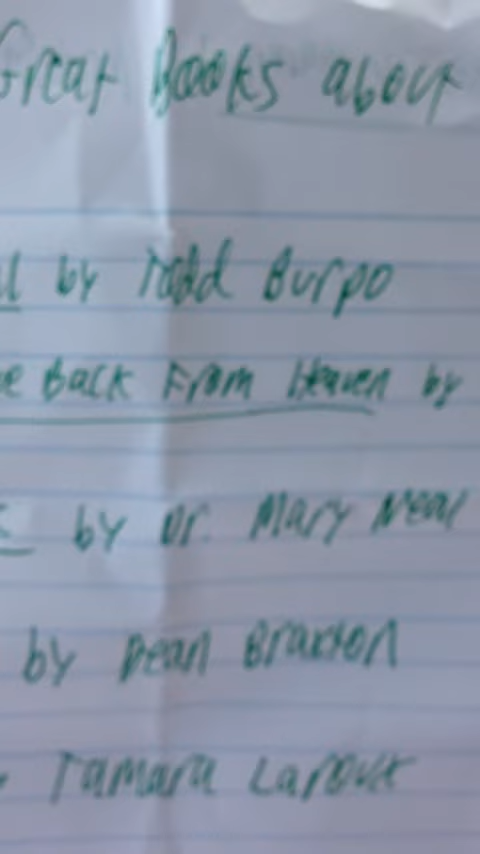 Great Books about
by Todd Burpo
Back From Heaven by
by Dr. Mary Neal
by Dean Braxton
Tamara Laroux